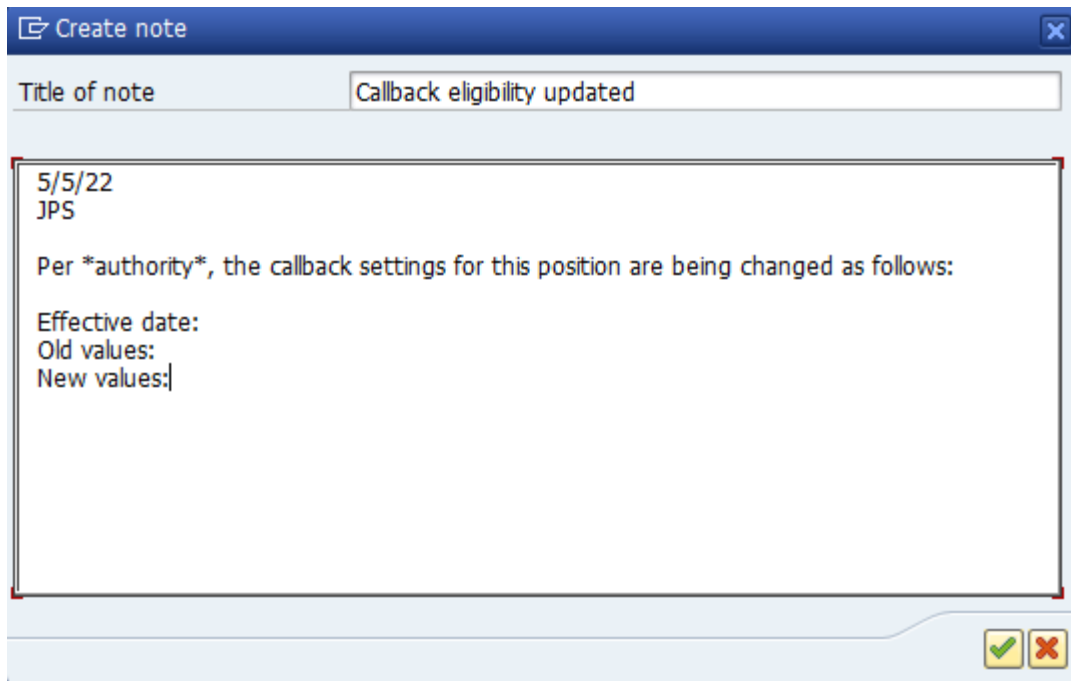 Create note
Title of note Callback eligibility updated
5/5/22
JPS
Per *authority*, the callback settings for this position are being changed as follows:
Effective date:
Old values:
New values: